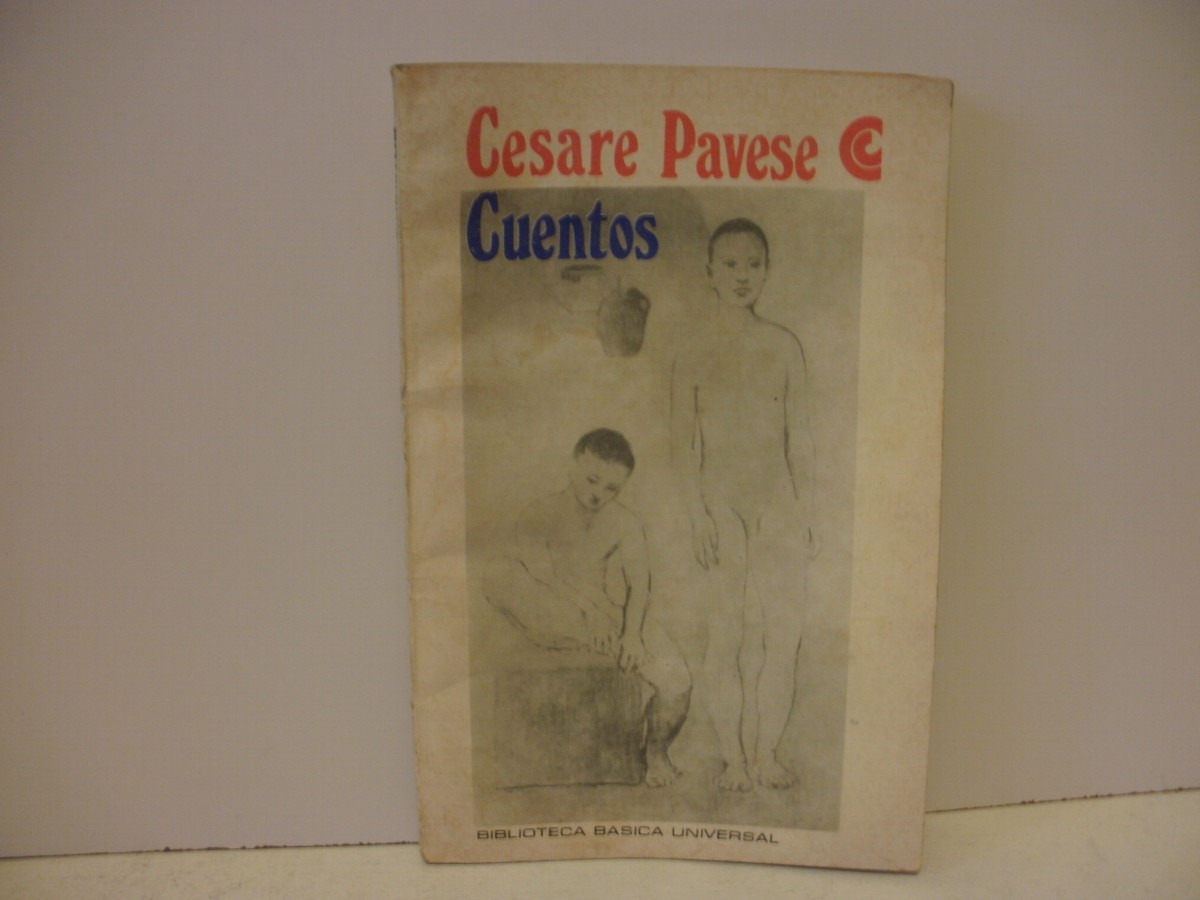 Cesare Pavese
Cuentos
BIBLIOTECA BASICA UNIVERSAL